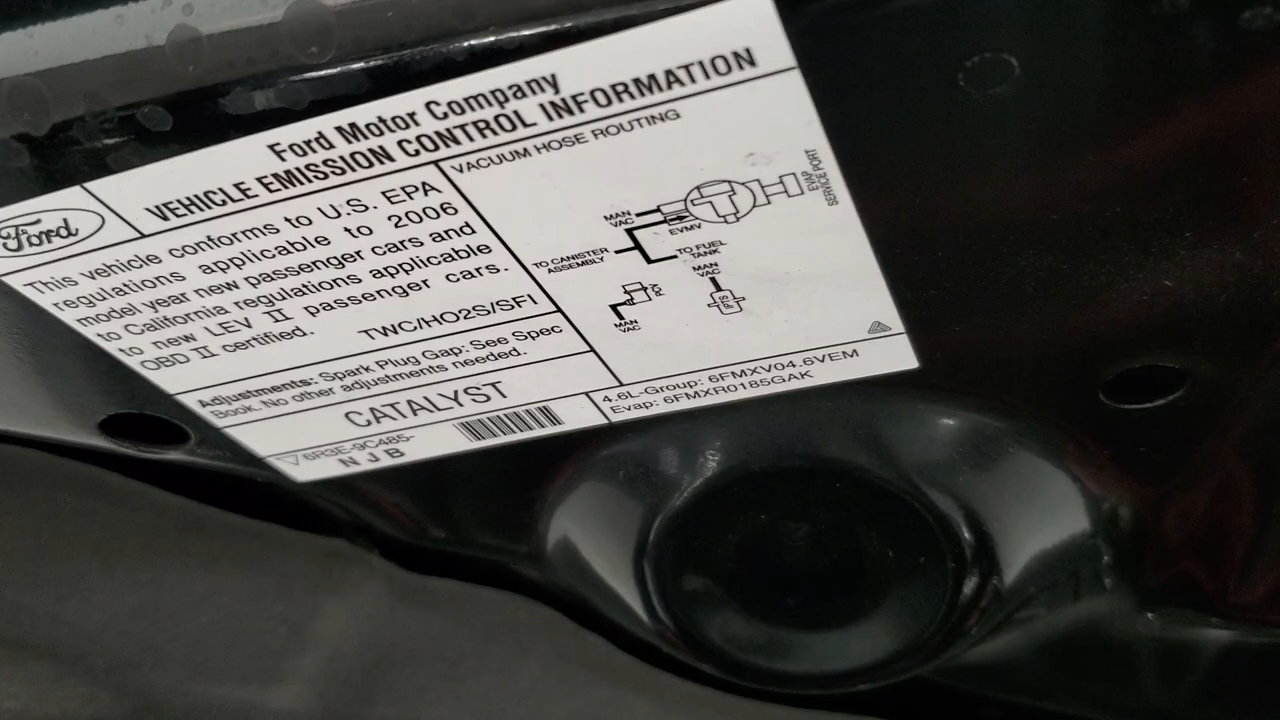 Ford Motor Company
VEHICLE EMISSION CONTROL INFORMATION
Ford
This vehicle conforms to U.S. EPA
regulations applicable to 2006
model year new passenger cars and
to California regulations applicable
to new LEV II passenger cars.
OBD II certified.
TWC/HO2S/SFI
Adjustments: Spark Plug Gap: See Spec
Book. No other adjustments needed.
CATALYST
6R3E-9C485-
NJB
VACUUM HOSE ROUTING
EVAP
SERVICE PORT
MAN
VAC
EVMV
TO CANISTER
ASSEMBLY
TO FUEL
TANK
MAN
VAC
MAN
VAC
4.6L-Group: 6FMXV04.6VEM
Evap: 6FMXR0185GAK